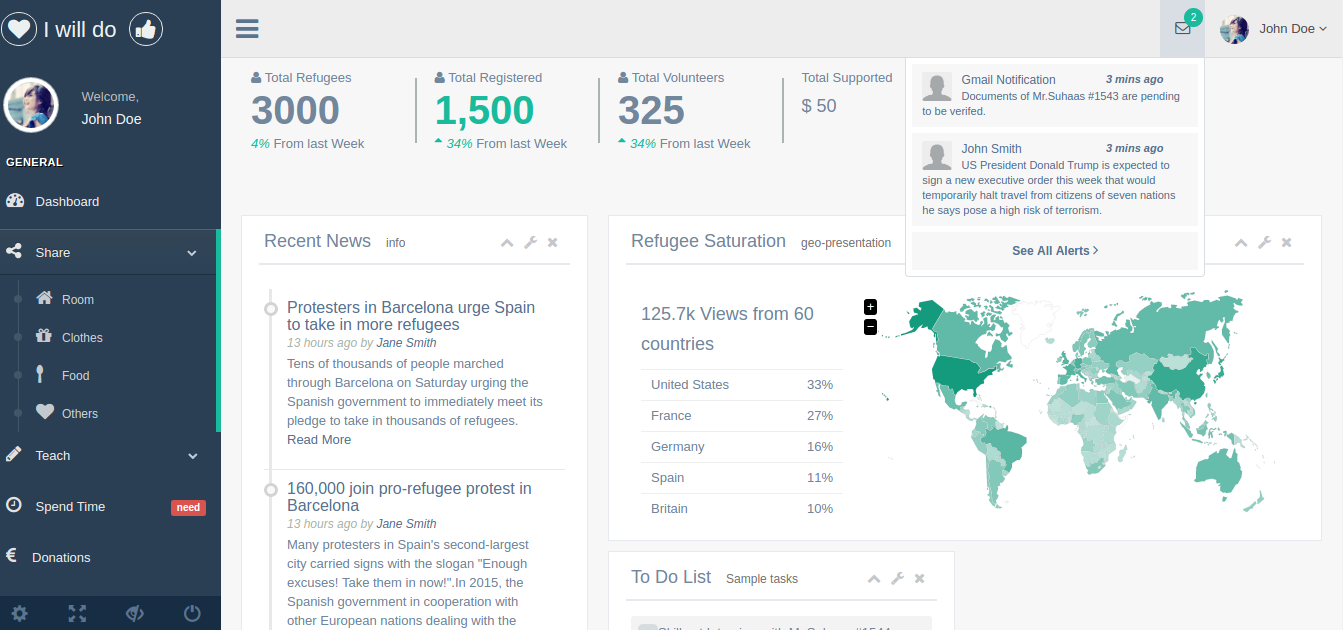 I will do
Welcome,
John Doe
GENERAL
Dashboard
Share
Room
Clothes
Food
Others
Teach
Spend Time need
Donations
2
John Doe
Total Refugees
3000
4% From last Week
Total Registered
1,500
34% From last Week
Total Volunteers
325
34% From last Week
Total Supported
$ 50
Gmail Notification 3 mins ago
Documents of Mr.Suhaas #1543 are pending
to be verifed.
John Smith 3 mins ago
US President Donald Trump is expected to
sign a new executive order this week that would
temporarily halt travel from citizens of seven nations
he says pose a high risk of terrorism.
See All Alerts
Recent News info
Protesters in Barcelona urge Spain
to take in more refugees
13 hours ago by Jane Smith
Tens of thousands of people marched
through Barcelona on Saturday urging the
Spanish government to immediately meet its
pledge to take in thousands of refugees.
Read More
160,000 join pro-refugee protest in
Barcelona
13 hours ago by Jane Smith
Many protesters in Spain's second-largest
city carried signs with the slogan "Enough
excuses! Take them in now!".In 2015, the
Spanish government in cooperation with
other European nations dealing with the
Refugee Saturation geo-presentation
125.7k Views from 60
countries
United States 33%
France 27%
Germany 16%
Spain 11%
Britain 10%
+
−
To Do List Sample tasks